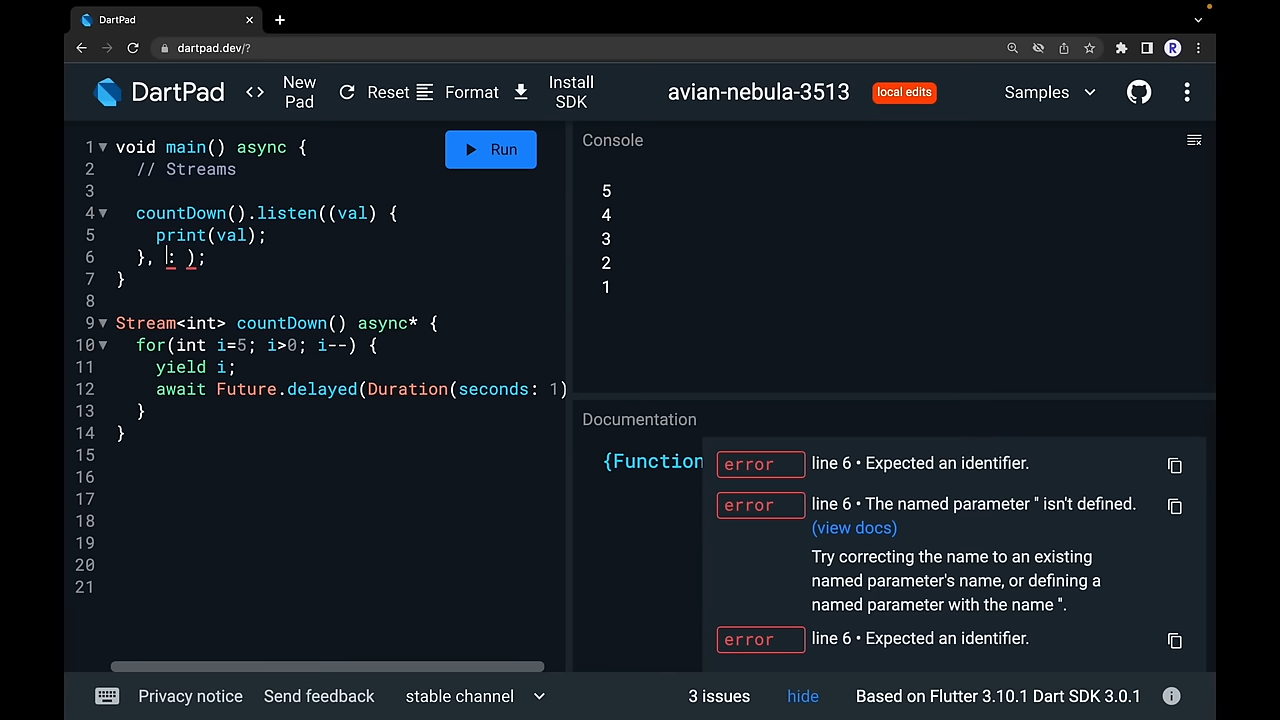 DartPad
dartpad.dev/?
R
DartPad
<> New Pad
Reset
Format
Install SDK
avian-nebula-3513
local edits
Samples
Run
1 void main() async {
2 // Streams
3
4 countDown().listen((val) {
5 print(val);
6 }, : );
7 }
8
9 Stream<int> countDown() async* {
10 for(int i=5; i>0; i--) {
11 yield i;
12 await Future.delayed(Duration(seconds: 1)
13 }
14 }
15
16
17
18
19
20
21
Console
5
4
3
2
1
Documentation
{Function
error line 6 • Expected an identifier.
error line 6 • The named parameter '' isn't defined.
(view docs)
Try correcting the name to an existing
named parameter's name, or defining a
named parameter with the name ''.
error line 6 • Expected an identifier.
Privacy notice
Send feedback
stable channel
3 issues
hide
Based on Flutter 3.10.1 Dart SDK 3.0.1